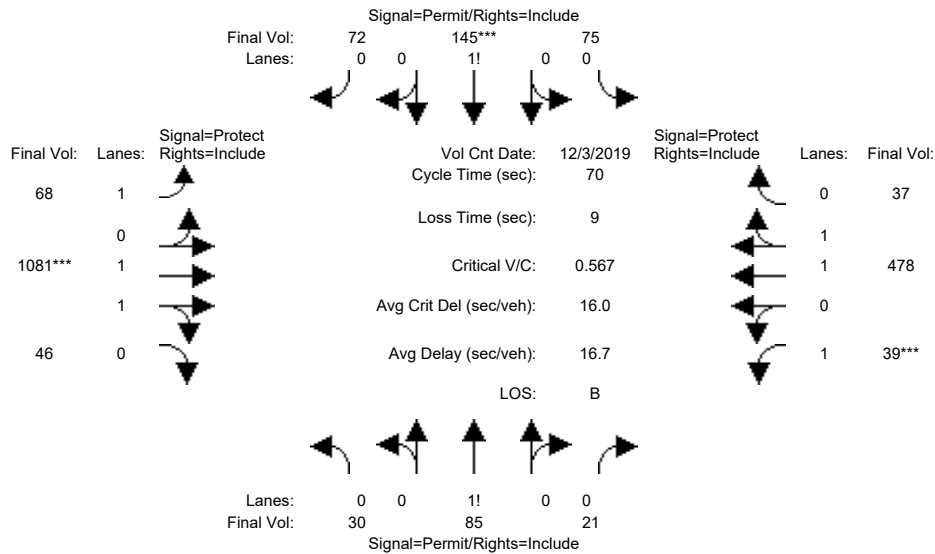 Signal=Permit/Rights=Include
Final Vol: 72 145*** 75
Lanes: 0 0 1! 0 0
Signal=Protect Signal=Protect
Final Vol: Lanes: Rights=Include Vol Cnt Date: 12/3/2019 Rights=Include Lanes: Final Vol:
Cycle Time (sec): 70
68 1 0 37
Loss Time (sec): 9
0 1
1081*** 1 Critical V/C: 0.567 1 478
1 Avg Crit Del (sec/veh): 16.0 0
46 0 Avg Delay (sec/veh): 16.7 1 39***
LOS: B
Lanes: 0 0 1! 0 0
Final Vol: 30 85 21
Signal=Permit/Rights=Include